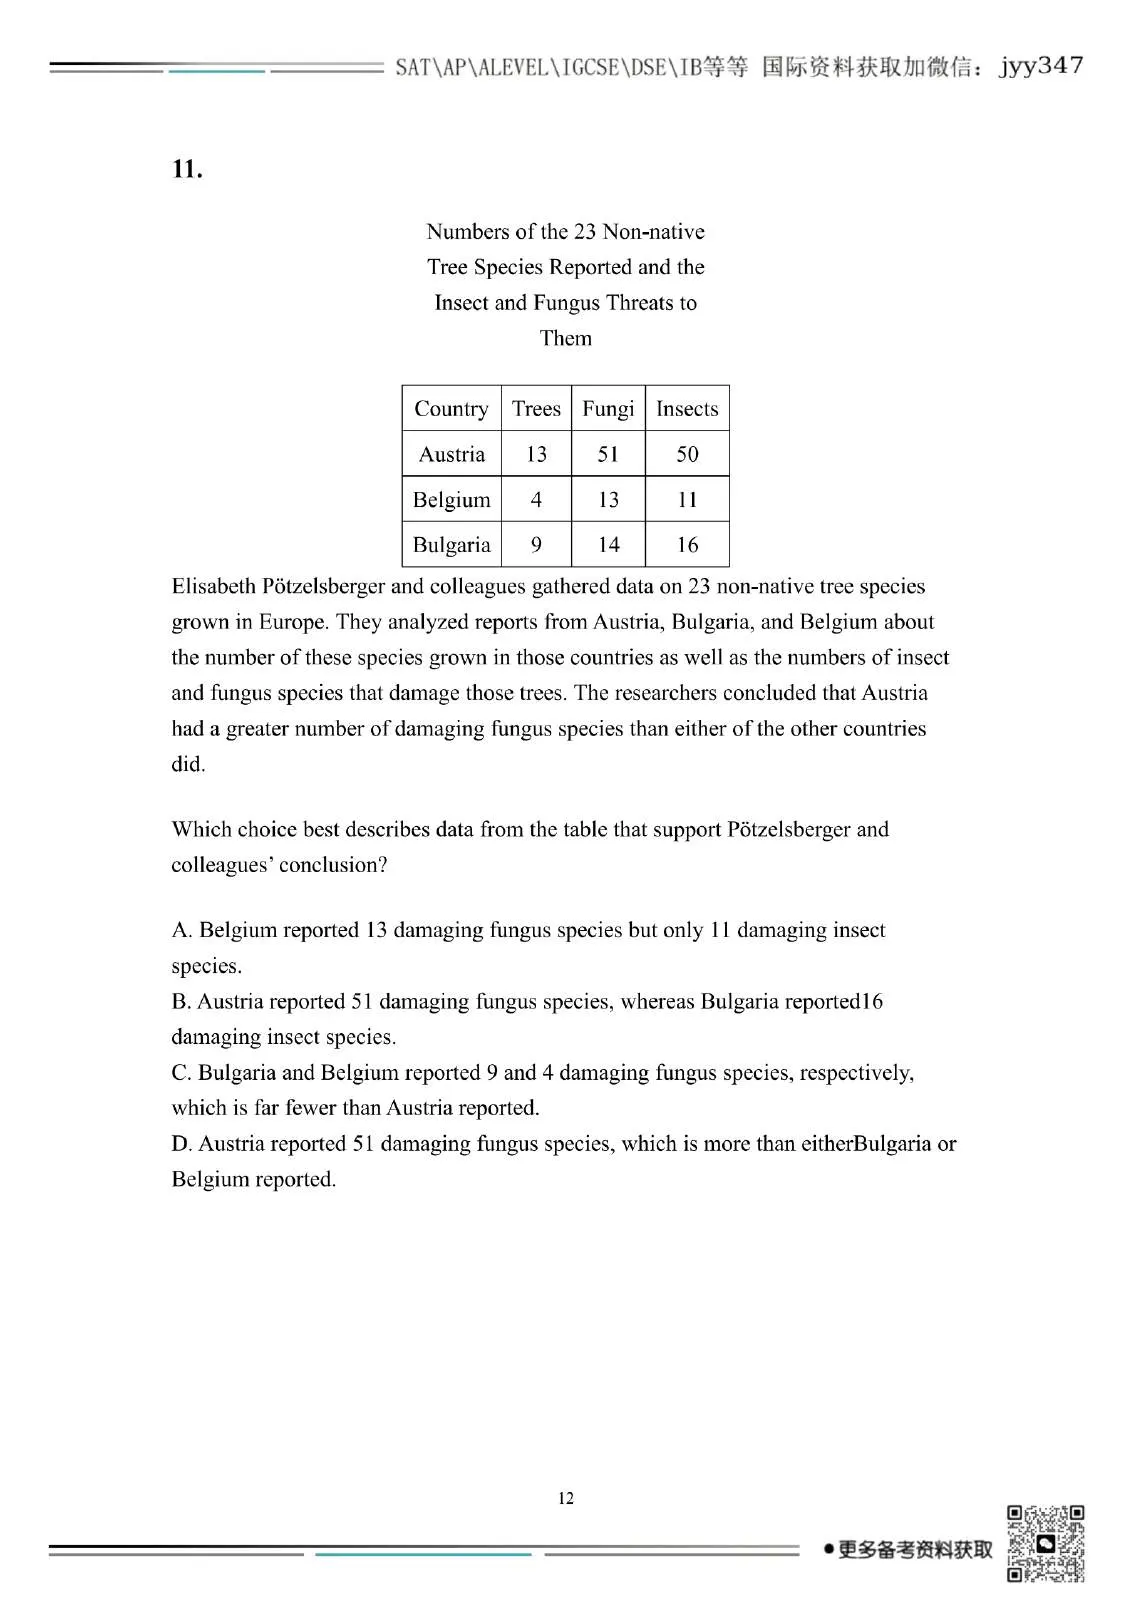 SAT\AP\ALEVEL\IGCSE\DSE\IB等等 国际资料获取加微信：jyy347
11.
Numbers of the 23 Non-native
Tree Species Reported and the
Insect and Fungus Threats to
Them
Country Trees Fungi Insects
Austria 13 51 50
Belgium 4 13 11
Bulgaria 9 14 16
Elisabeth Pötzelsberger and colleagues gathered data on 23 non-native tree species
grown in Europe. They analyzed reports from Austria, Bulgaria, and Belgium about
the number of these species grown in those countries as well as the numbers of insect
and fungus species that damage those trees. The researchers concluded that Austria
had a greater number of damaging fungus species than either of the other countries
did.
Which choice best describes data from the table that support Pötzelsberger and
colleagues’ conclusion?
A. Belgium reported 13 damaging fungus species but only 11 damaging insect
species.
B. Austria reported 51 damaging fungus species, whereas Bulgaria reported16
damaging insect species.
C. Bulgaria and Belgium reported 9 and 4 damaging fungus species, respectively,
which is far fewer than Austria reported.
D. Austria reported 51 damaging fungus species, which is more than eitherBulgaria or
Belgium reported.
12
●更多备考资料获取